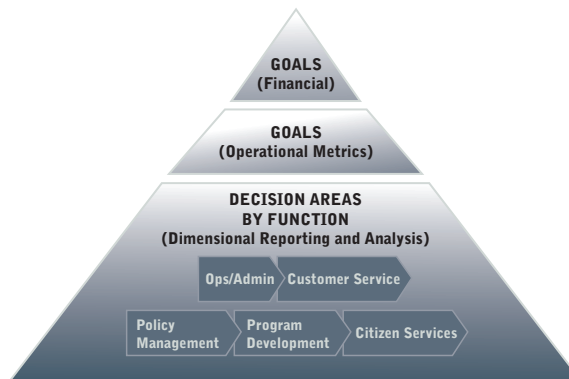 GOALS
(Financial)
GOALS
(Operational Metrics)
DECISION AREAS
BY FUNCTION
(Dimensional Reporting and Analysis)
Ops/Admin
Customer Service
Policy
Management
Program
Development
Citizen Services